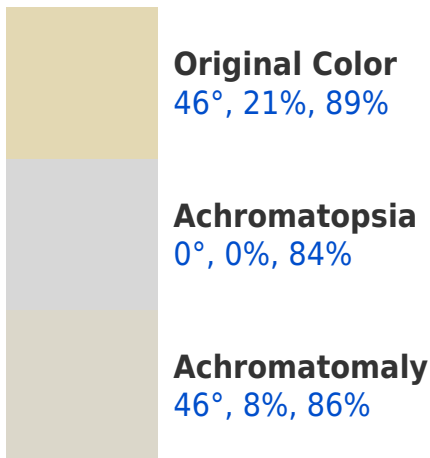 Original Color
46°, 21%, 89%
Achromatopsia
0°, 0%, 84%
Achromatomaly
46°, 8%, 86%